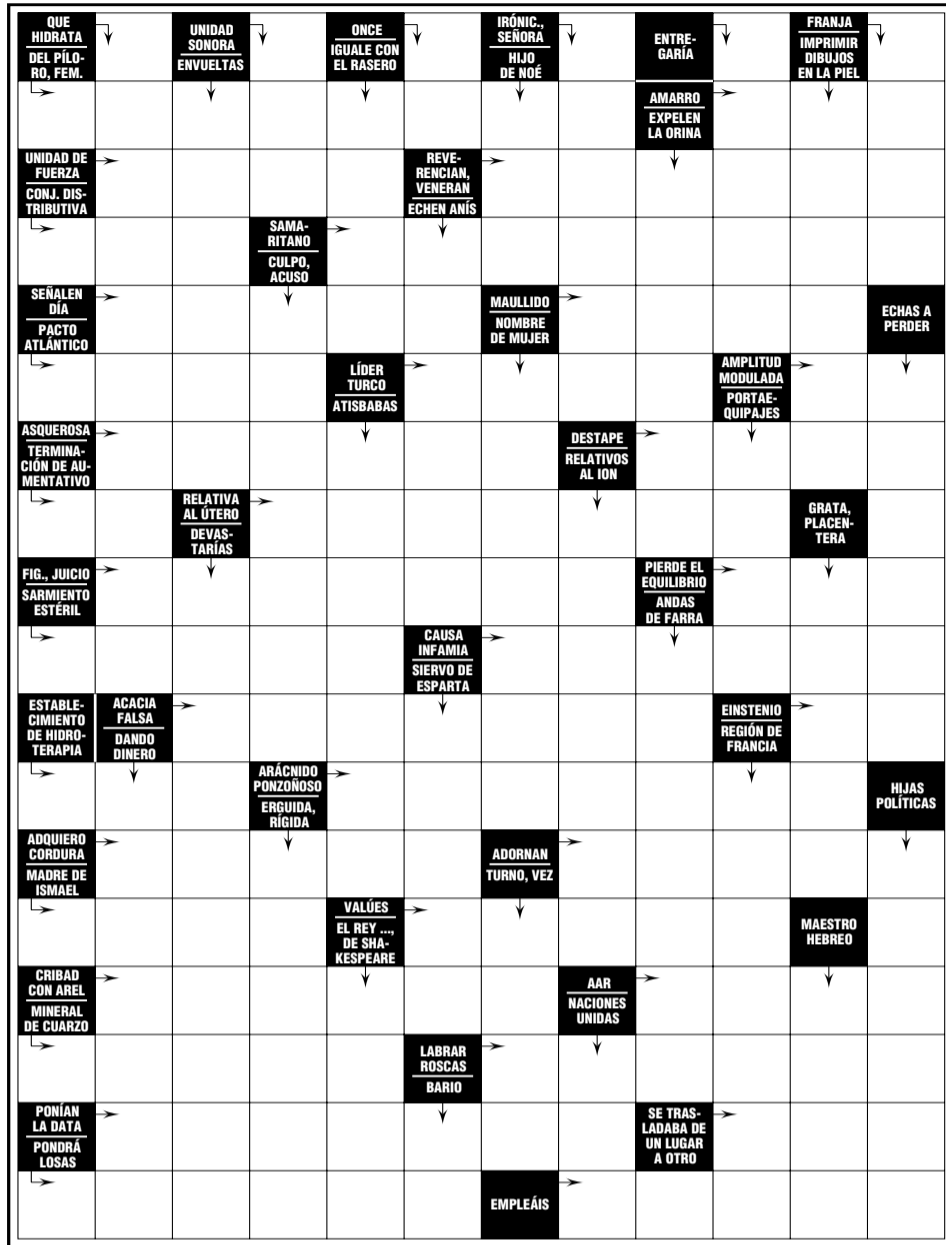 QUE
HIDRATA
DEL PÍLO-
RO, FEM.
UNIDAD
SONORA
ENVUELTAS
ONCE
IGUALE CON
EL RASERO
IRÓNIC.,
SEÑORA
HIJO
DE NOÉ
ENTRE-
GARÍA
FRANJA
IMPRIMIR
DIBUJOS
EN LA PIEL
AMARRO
EXPELEN
LA ORINA
UNIDAD DE
FUERZA
CONJ. DIS-
TRIBUTIVA
REVE-
RENCIAN,
VENERAN
ECHEN ANÍS
SAMA-
RITANO
CULPO,
ACUSO
SEÑALEN
DÍA
PACTO
ATLÁNTICO
MAULLIDO
NOMBRE
DE MUJER
ECHAS A
PERDER
LÍDER
TURCO
ATISBABAS
AMPLITUD
MODULADA
PORTAE-
QUIPAJES
ASQUEROSA
TERMINA-
CIÓN DE AU-
MENTATIVO
DESTAPE
RELATIVOS
AL ION
RELATIVA
AL ÚTERO
DEVAS-
TARÍAS
GRATA,
PLACEN-
TERA
FIG., JUICIO
SARMIENTO
ESTÉRIL
PIERDE EL
EQUILIBRIO
ANDAS
DE FARRA
CAUSA
INFAMIA
SIERVO DE
ESPARTA
ESTABLE-
CIMIENTO
DE HIDRO-
TERAPIA
ACACIA
FALSA
DANDO
DINERO
EINSTENIO
REGIÓN DE
FRANCIA
ARÁCNIDO
PONZOÑOSO
ERGUIDA,
RÍGIDA
HIJAS
POLÍTICAS
ADQUIERO
CORDURA
MADRE DE
ISMAEL
ADORNAN
TURNO, VEZ
VALÚES
EL REY ...,
DE SHA-
KESPEARE
MAESTRO
HEBREO
CRIBAD
CON AREL
MINERAL
DE CUARZO
AAR
NACIONES
UNIDAS
LABRAR
ROSCAS
BARIO
PONÍAN
LA DATA
PONDRÁ
LOSAS
SE TRAS-
LADABA DE
UN LUGAR
A OTRO
EMPLEÁIS